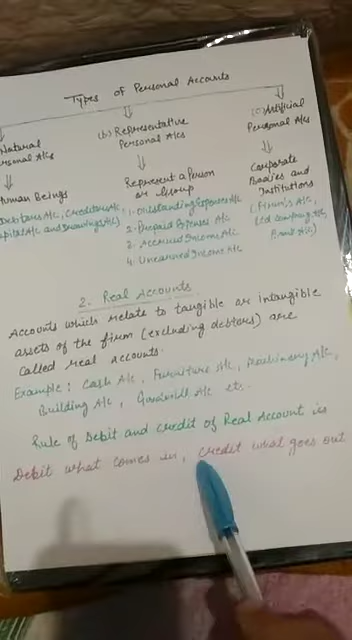 Types of Personal Accounts
Natural
Personal A/cs
Human Beings
Debtors A/c, Creditors A/c,
Capital A/c and Drawings A/c)
(b) Representative
Personal A/cs
Represent a Person
or Group
1. Outstanding Expenses A/c
2. Prepaid Expenses A/c
3. Accrued Income A/c
4. Unearned Income A/c
(c) Artificial
Personal A/cs
Corporate
Bodies and
Institutions
(Firm's A/c,
Ltd company A/c,
Bank A/c)
2. Real Accounts
Accounts which relate to tangible or intangible
assets of the firm (excluding debtors) are
called real accounts.
Example: Cash A/c, Furniture A/c, Machinery A/c,
Building A/c, Goodwill A/c etc.
Rule of Debit and credit of Real Account is
Debit what comes in, credit what goes out